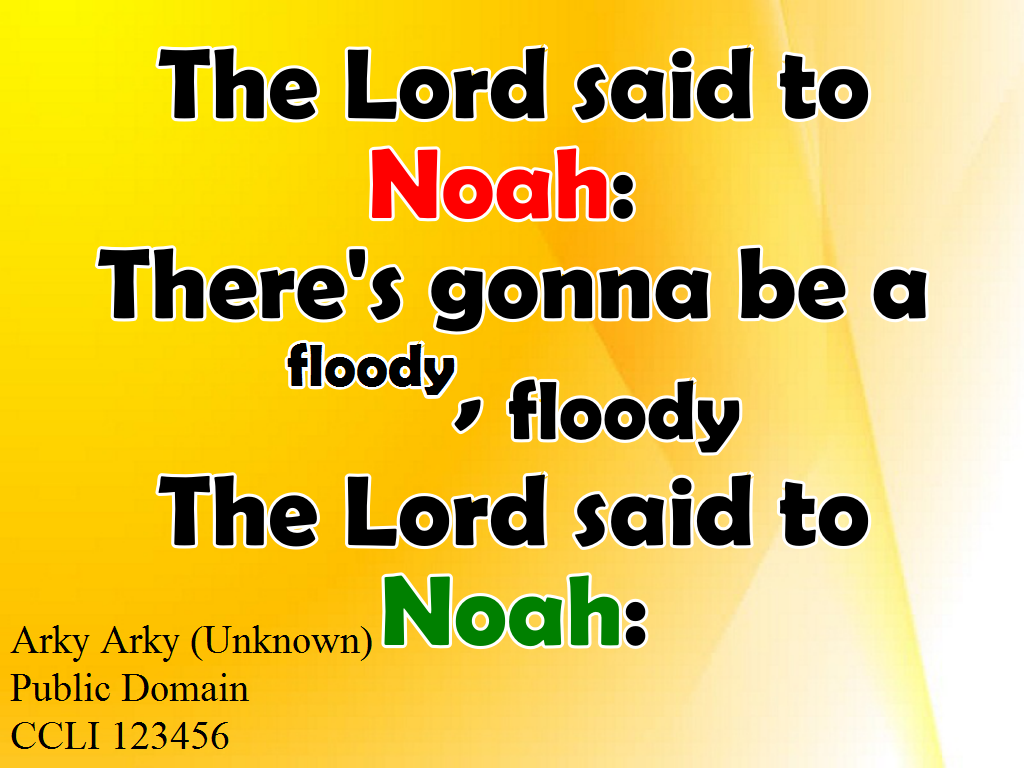 The Lord said to
Noah:
There's gonna be a
floody, floody
The Lord said to
Noah:
Arky Arky (Unknown)
Public Domain
CCLI 123456